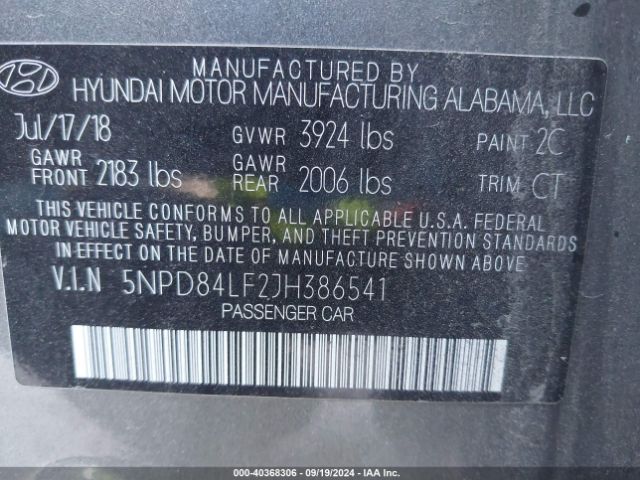 MANUFACTURED BY
HYUNDAI MOTOR MANUFACTURING ALABAMA, LLC
Jul/17/18 GVWR 3924 lbs PAINT 2C
GAWR FRONT 2183 lbs GAWR REAR 2006 lbs TRIM CT
THIS VEHICLE CONFORMS TO ALL APPLICABLE U.S.A. FEDERAL
MOTOR VEHICLE SAFETY, BUMPER, AND THEFT PREVENTION STANDARDS
IN EFFECT ON THE DATE OF MANUFACTURE SHOWN ABOVE.
V.I.N 5NPD84LF2JH386541
PASSENGER CAR
000-40368306 - 09/19/2024 - IAA Inc.